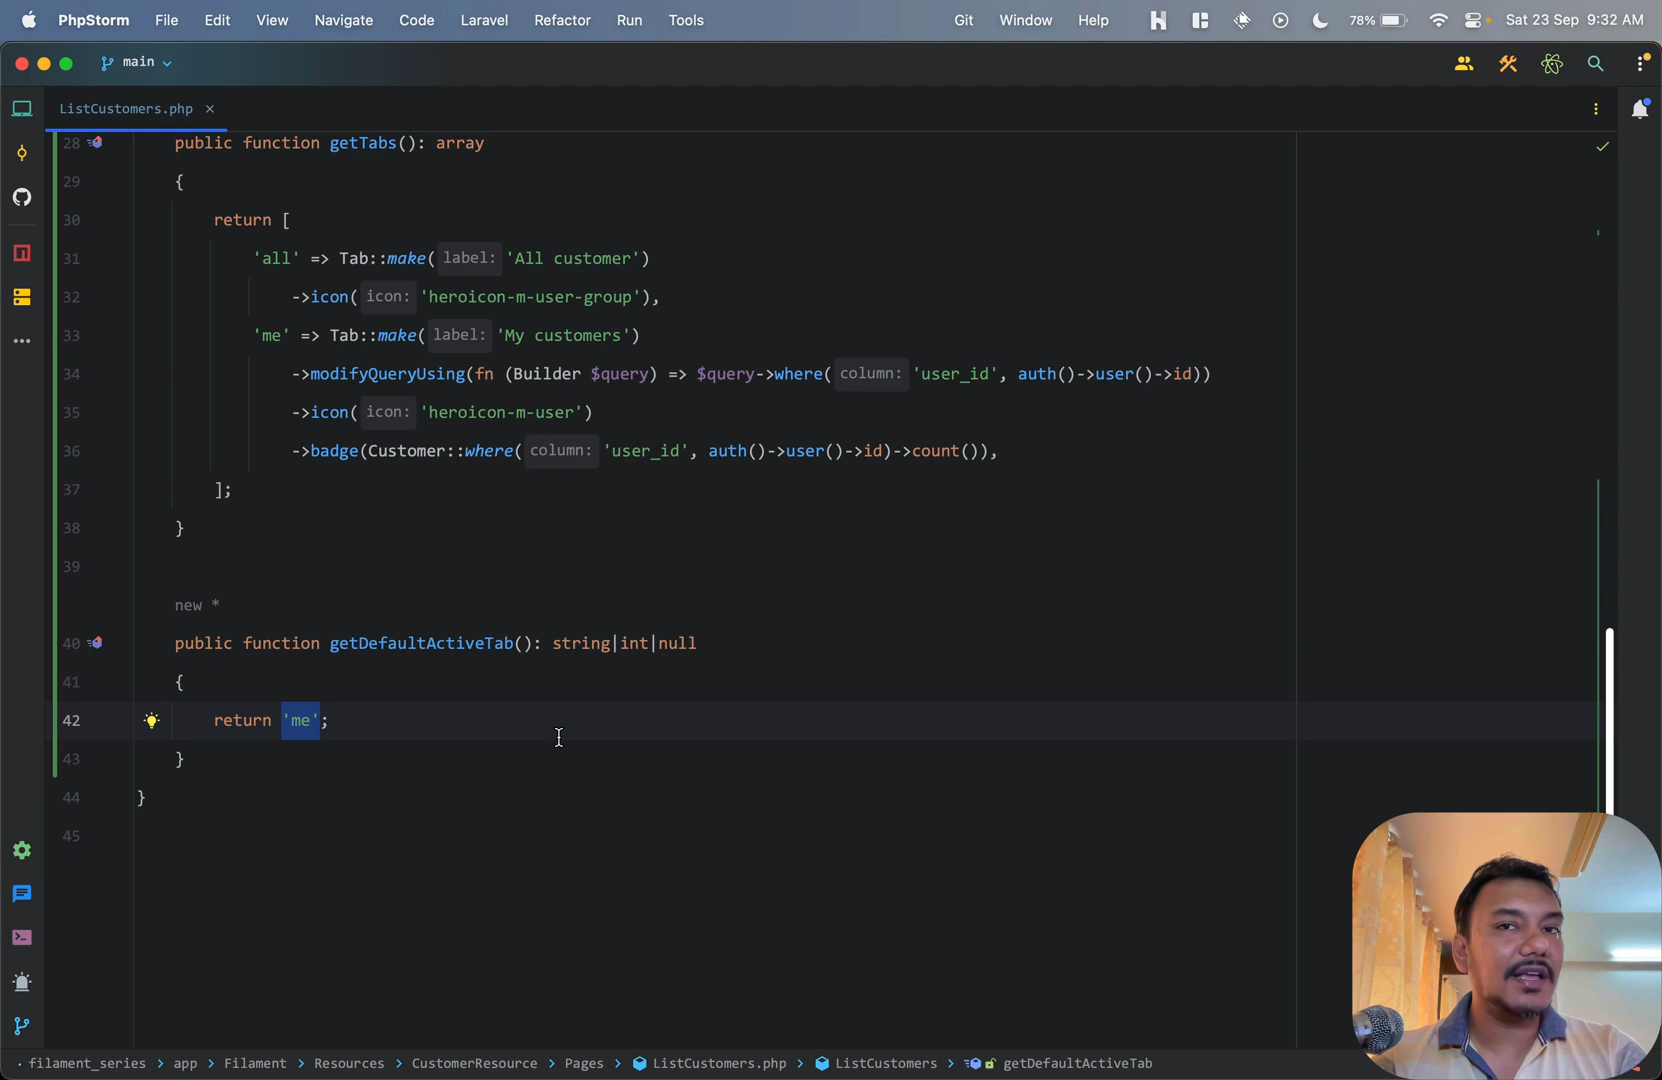 PhpStorm File Edit View Navigate Code Laravel Refactor Run Tools Git Window Help 78% Sat 23 Sep 9:32 AM
main
ListCustomers.php
28 public function getTabs(): array
29 {
30 return [
31 'all' => Tab::make( label: 'All customer')
32 ->icon( icon: 'heroicon-m-user-group'),
33 'me' => Tab::make( label: 'My customers')
34 ->modifyQueryUsing(fn (Builder $query) => $query->where( column: 'user_id', auth()->user()->id))
35 ->icon( icon: 'heroicon-m-user')
36 ->badge(Customer::where( column: 'user_id', auth()->user()->id)->count()),
37 ];
38 }
39
new *
40 public function getDefaultActiveTab(): string|int|null
41 {
42 return 'me';
43 }
44 }
45
filament_series > app > Filament > Resources > CustomerResource > Pages > ListCustomers.php > ListCustomers > getDefaultActiveTab